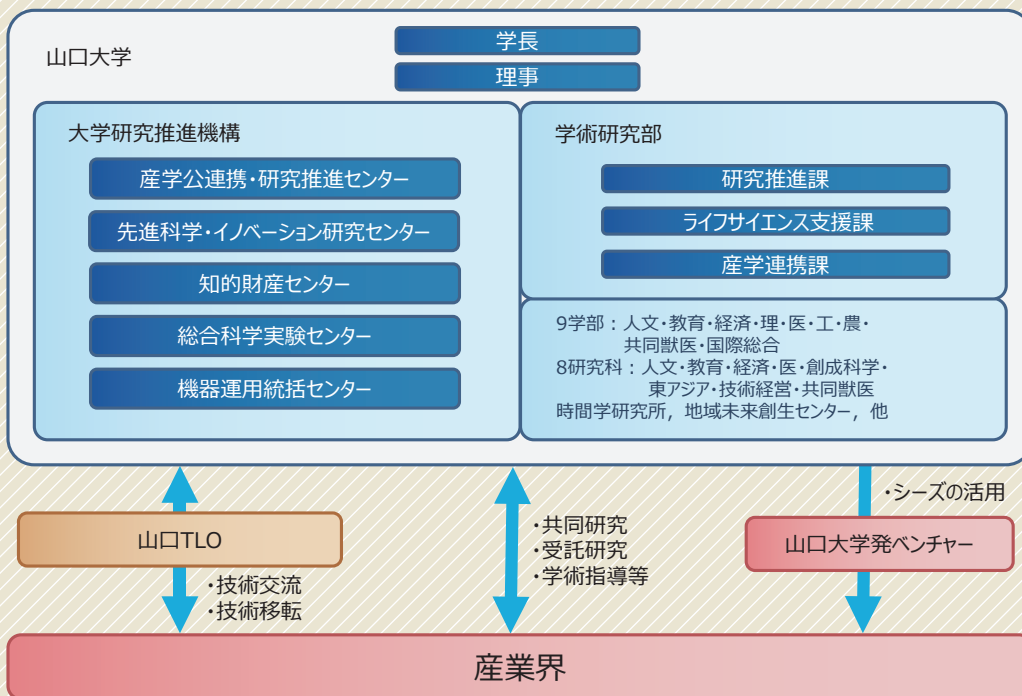 山口大学
学長
理事
大学研究推進機構
産学公連携・研究推進センター
先進科学・イノベーション研究センター
知的財産センター
総合科学実験センター
機器運用統括センター
学術研究部
研究推進課
ライフサイエンス支援課
産学連携課
9学部：人文・教育・経済・理・医・工・農・
共同獣医・国際総合
8研究科：人文・教育・経済・医・創成科学・
東アジア・技術経営・共同獣医
時間学研究所，地域未来創生センター，他
山口TLO
・技術交流
・技術移転
・共同研究
・受託研究
・学術指導等
・シーズの活用
山口大学発ベンチャー
産業界